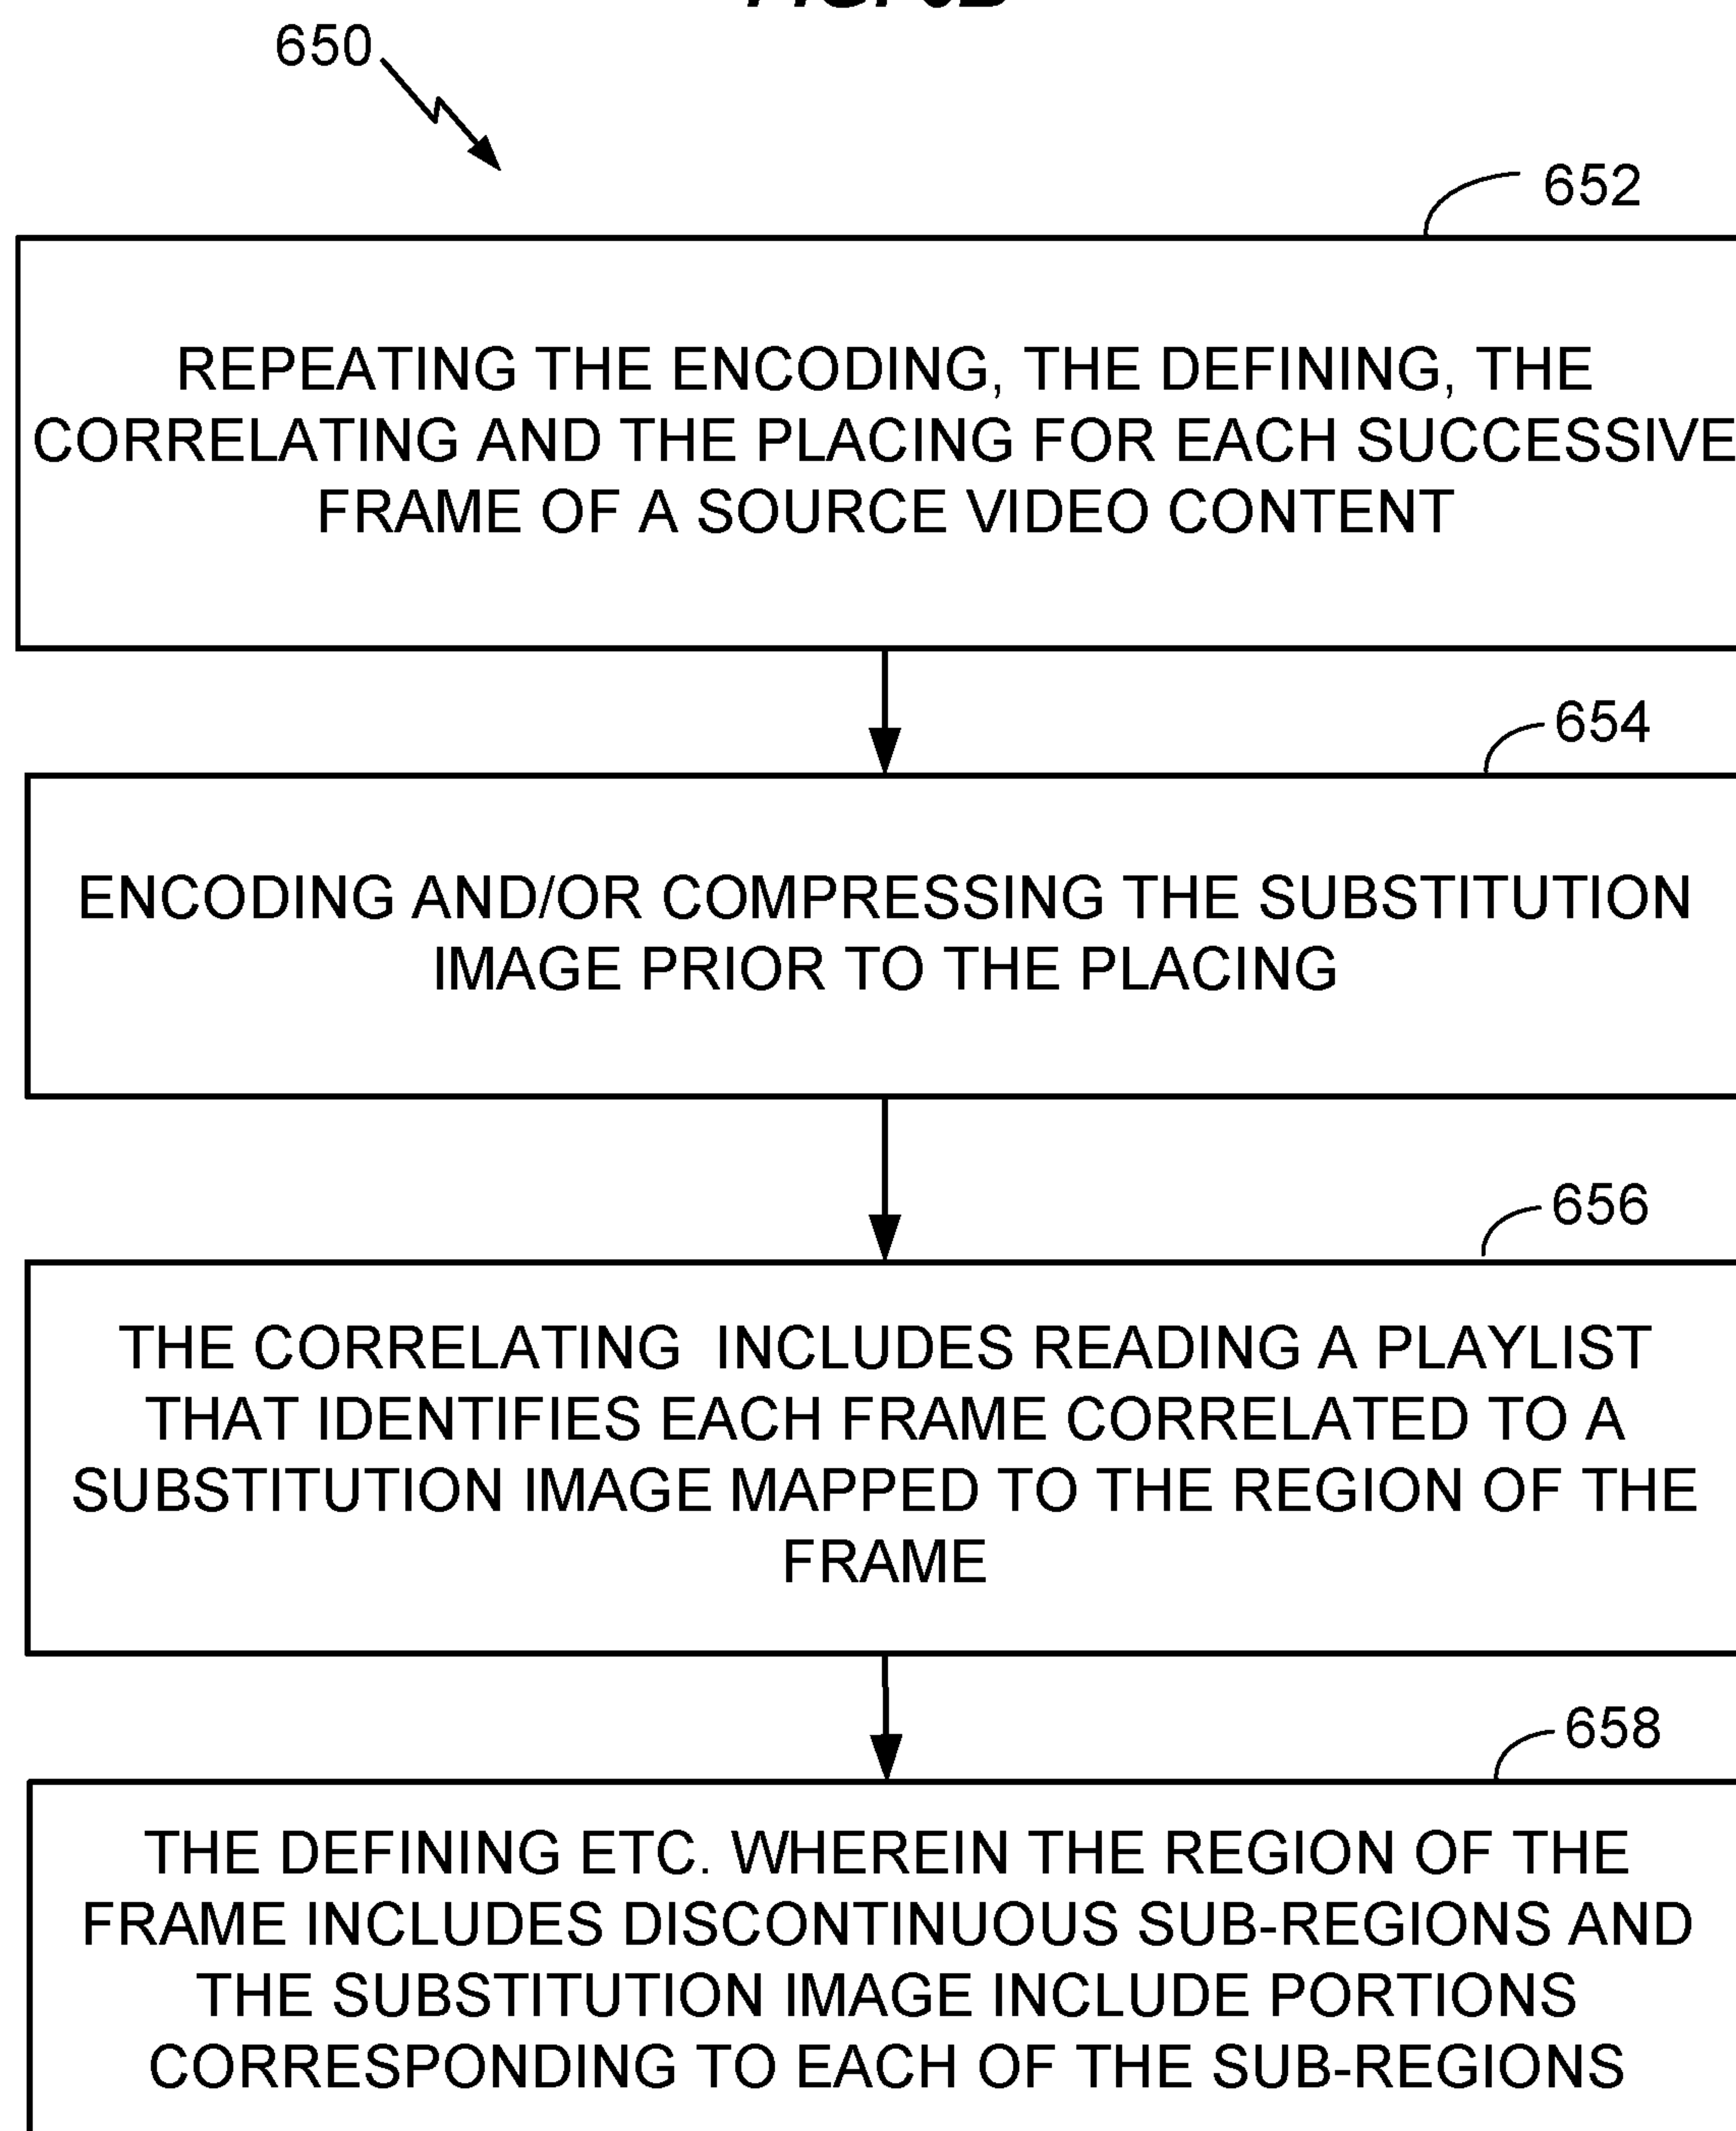 650
652
REPEATING THE ENCODING, THE DEFINING, THE
CORRELATING AND THE PLACING FOR EACH SUCCESSIVE
FRAME OF A SOURCE VIDEO CONTENT
654
ENCODING AND/OR COMPRESSING THE SUBSTITUTION
IMAGE PRIOR TO THE PLACING
656
THE CORRELATING INCLUDES READING A PLAYLIST
THAT IDENTIFIES EACH FRAME CORRELATED TO A
SUBSTITUTION IMAGE MAPPED TO THE REGION OF THE
FRAME
658
THE DEFINING ETC. WHEREIN THE REGION OF THE
FRAME INCLUDES DISCONTINUOUS SUB-REGIONS AND
THE SUBSTITUTION IMAGE INCLUDE PORTIONS
CORRESPONDING TO EACH OF THE SUB-REGIONS